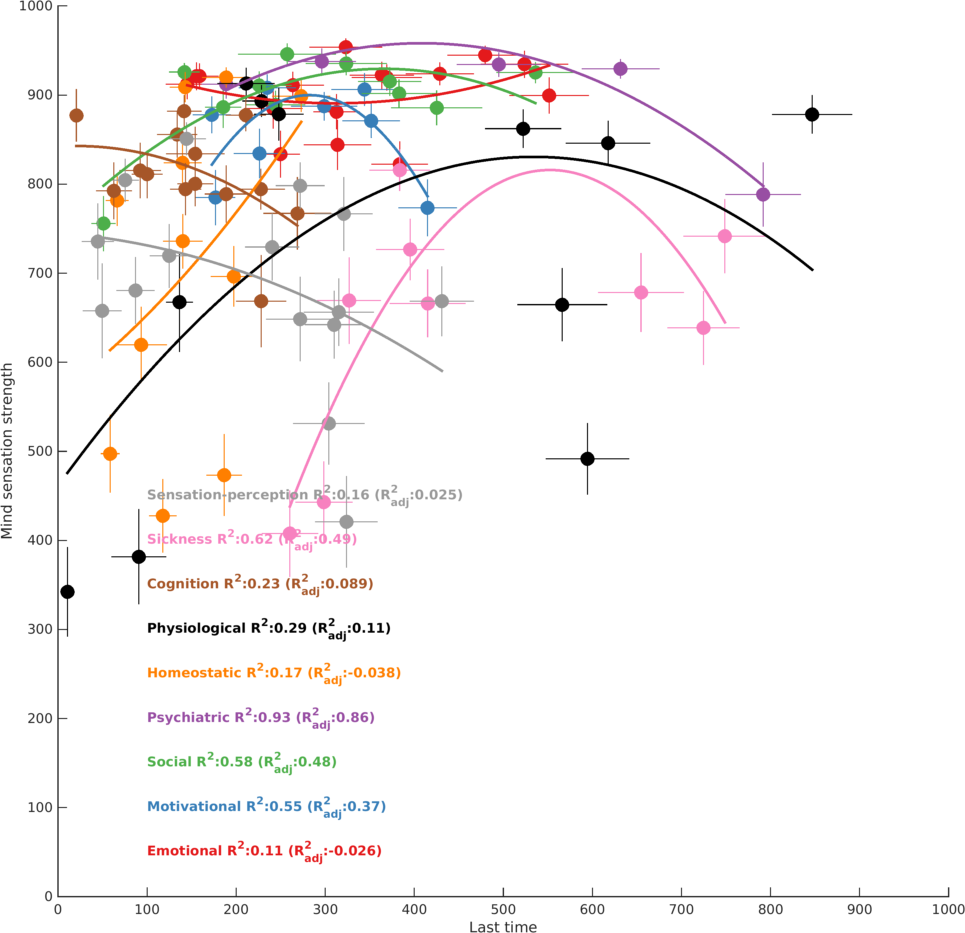 1000
900
800
700
600
500
400
300
200
100
0
Mind sensation strength
Sensation-perception R²:0.16 (R²adj:0.025)
Sickness R²:0.62 (R²adj:0.49)
Cognition R²:0.23 (R²adj:0.089)
Physiological R²:0.29 (R²adj:0.11)
Homeostatic R²:0.17 (R²adj:-0.038)
Psychiatric R²:0.93 (R²adj:0.86)
Social R²:0.58 (R²adj:0.48)
Motivational R²:0.55 (R²adj:0.37)
Emotional R²:0.11 (R²adj:-0.026)
0 100 200 300 400 500 600 700 800 900 1000
Last time